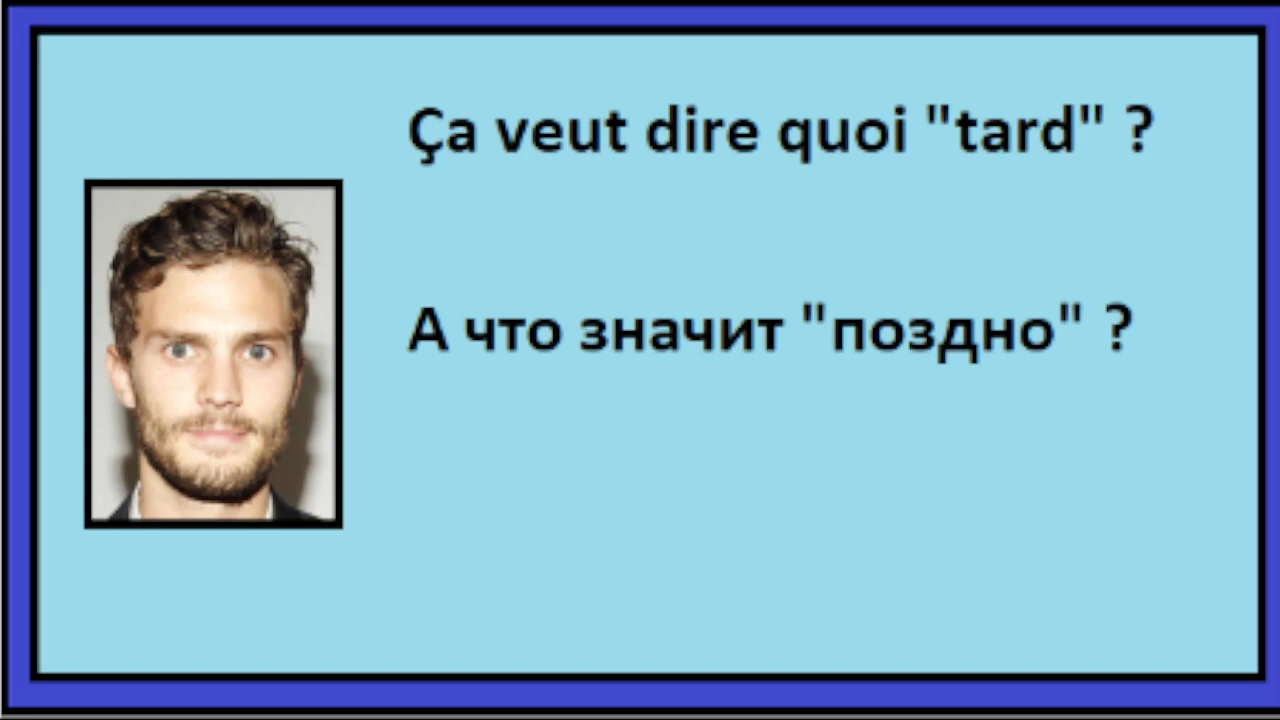 Ça veut dire quoi "tard" ?
А что значит "поздно" ?